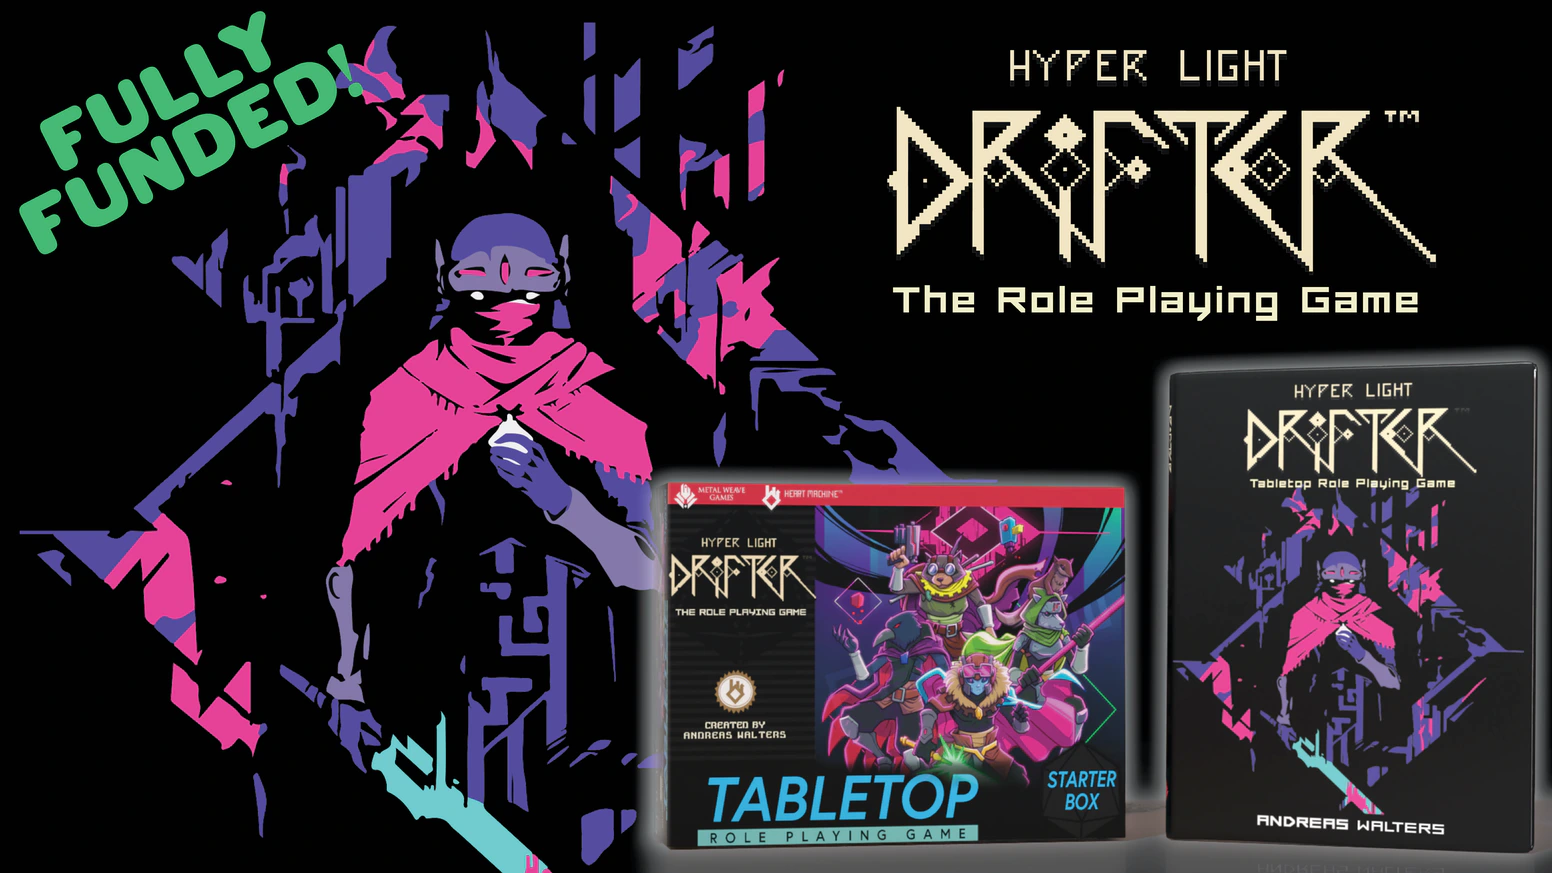 FULLY
FUNDED!
HYPER LIGHT
DRIFTER™
The Role Playing Game
METAL WEAVE
GAMES
HEART MACHINE™
HYPER LIGHT
DRIFTER
THE ROLE PLAYING GAME
CREATED BY
ANDREAS WALTERS
TABLETOP
ROLE PLAYING GAME
STARTER
BOX
HYPER LIGHT
DRIFTER™
Tabletop Role Playing Game
ANDREAS WALTERS